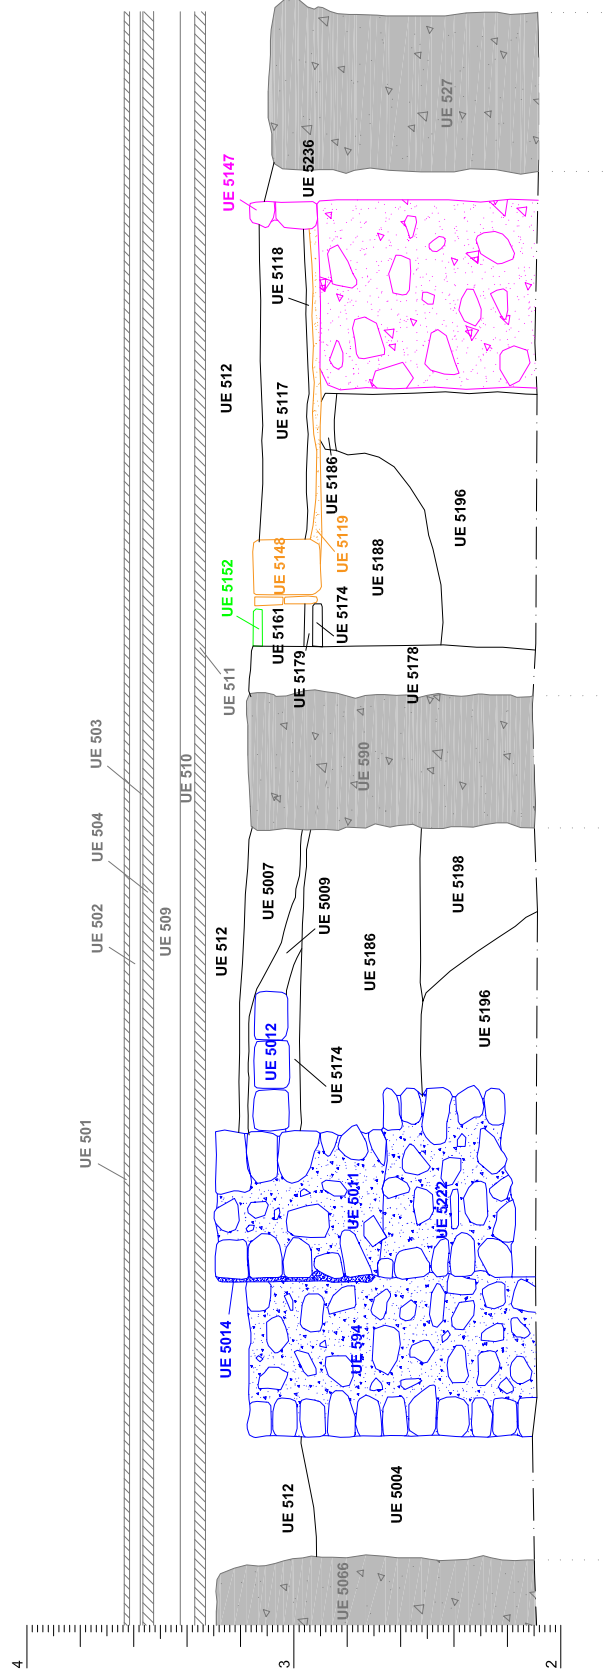 UE 501
UE 502
UE 504
UE 503
UE 509
UE 510
UE 511
4
3
2
UE 5066
UE 512
UE 5004
UE 5014
UE 594
UE 5011
UE 5222
UE 5012
UE 5174
UE 512
UE 5007
UE 5009
UE 5186
UE 5196
UE 5198
UE 590
UE 5178
UE 5152
UE 5161
UE 5179
UE 5174
UE 5148
UE 5119
UE 5188
UE 5186
UE 5196
UE 512
UE 5117
UE 5118
UE 5147
UE 5236
UE 527